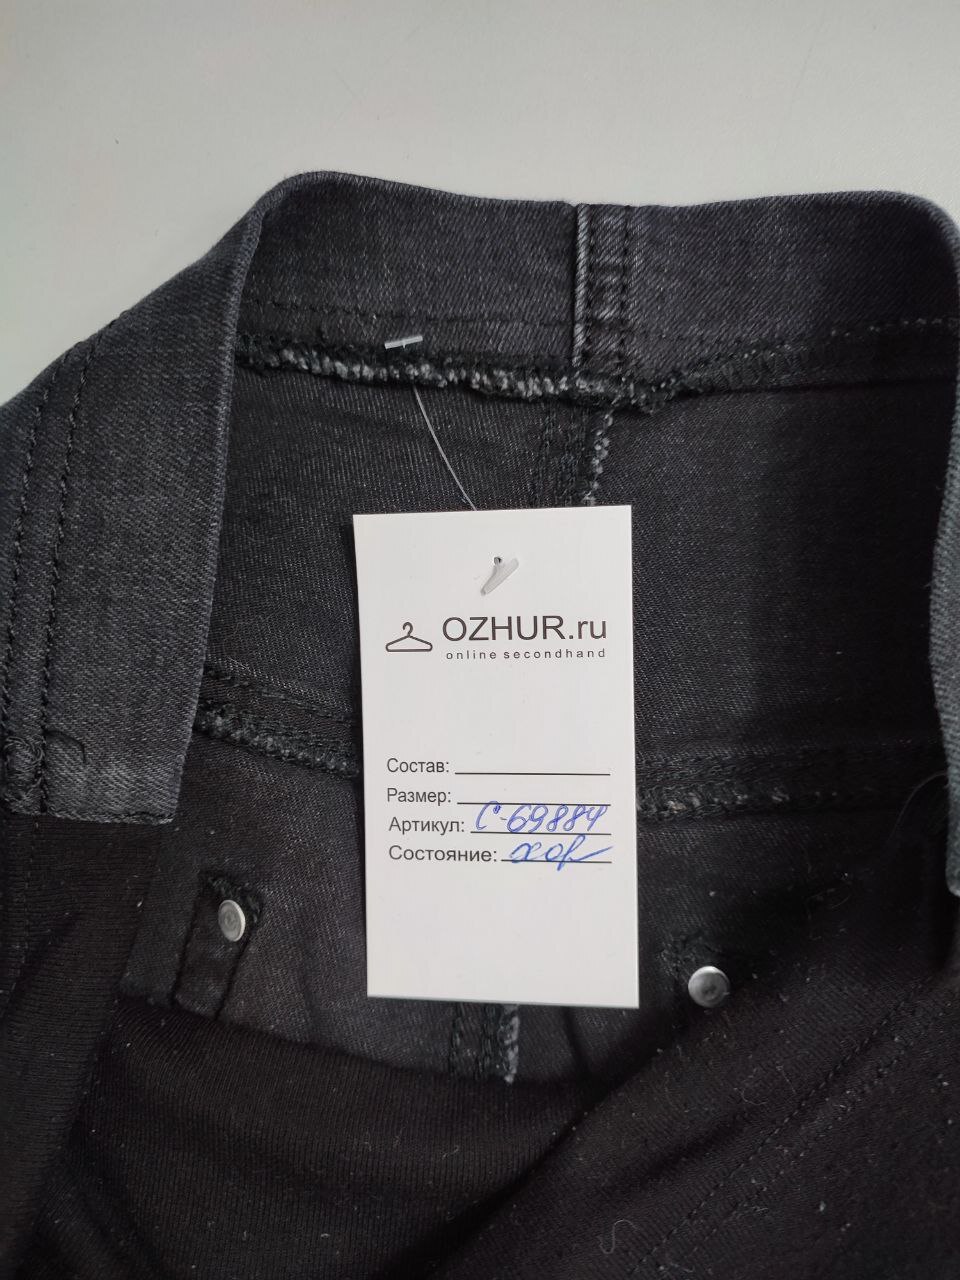 OZHUR.ru
online secondhand
Состав:
Размер:
Артикул: С-69884
Состояние: хор